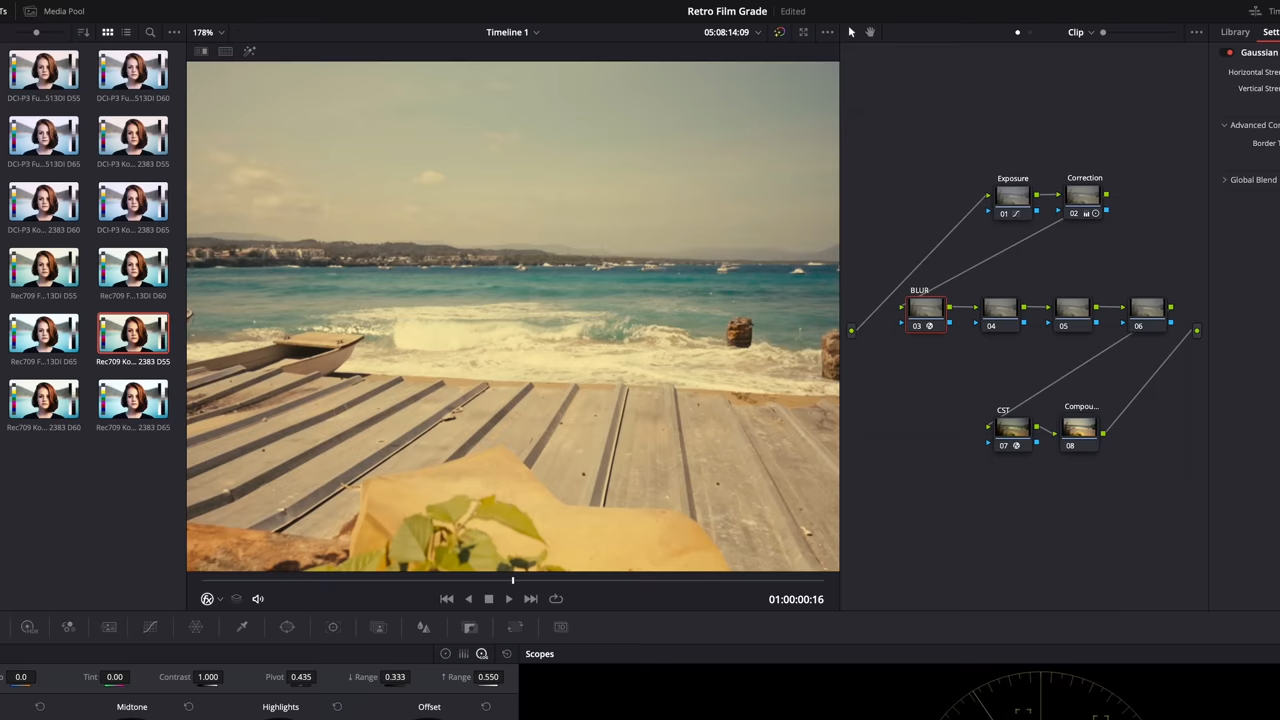 Media Pool
Retro Film Grade Edited
178% Timeline 1 05:08:14:09 Clip
Library
Gaussian
Horizontal Stren
Vertical Stren
Advanced Con
Border T
Global Blend
DCI-P3 Fu...513DI D55 DCI-P3 Fu...513DI D60
DCI-P3 Fu...513DI D65 DCI-P3 Ko... 2383 D55
DCI-P3 Ko... 2383 D60 DCI-P3 Ko... 2383 D65
Rec709 F...13DI D55 Rec709 F...13DI D60
Rec709 F...13DI D65 Rec709 Ko... 2383 D55
Rec709 Ko... 2383 D60 Rec709 Ko... 2383 D65
Exposure Correction
01 02
BLUR
03 04 05 06
CST Compou...
07 08
01:00:00:16
HDR
3D
Scopes
0.0 Tint 0.00 Contrast 1.000 Pivot 0.435 ↓ Range 0.333 ↑ Range 0.550
Midtone Highlights Offset